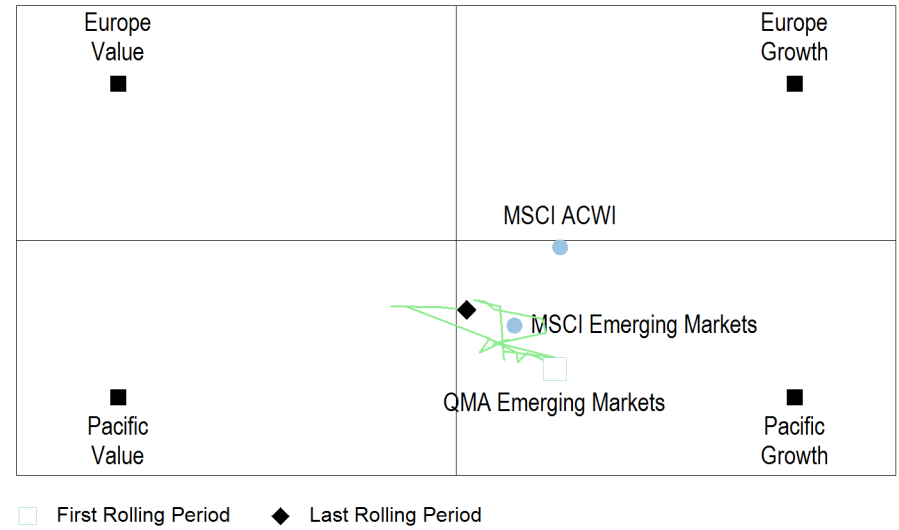 Europe
Value
Europe
Growth
MSCI ACWI
MSCI Emerging Markets
QMA Emerging Markets
Pacific
Value
Pacific
Growth
First Rolling Period
Last Rolling Period